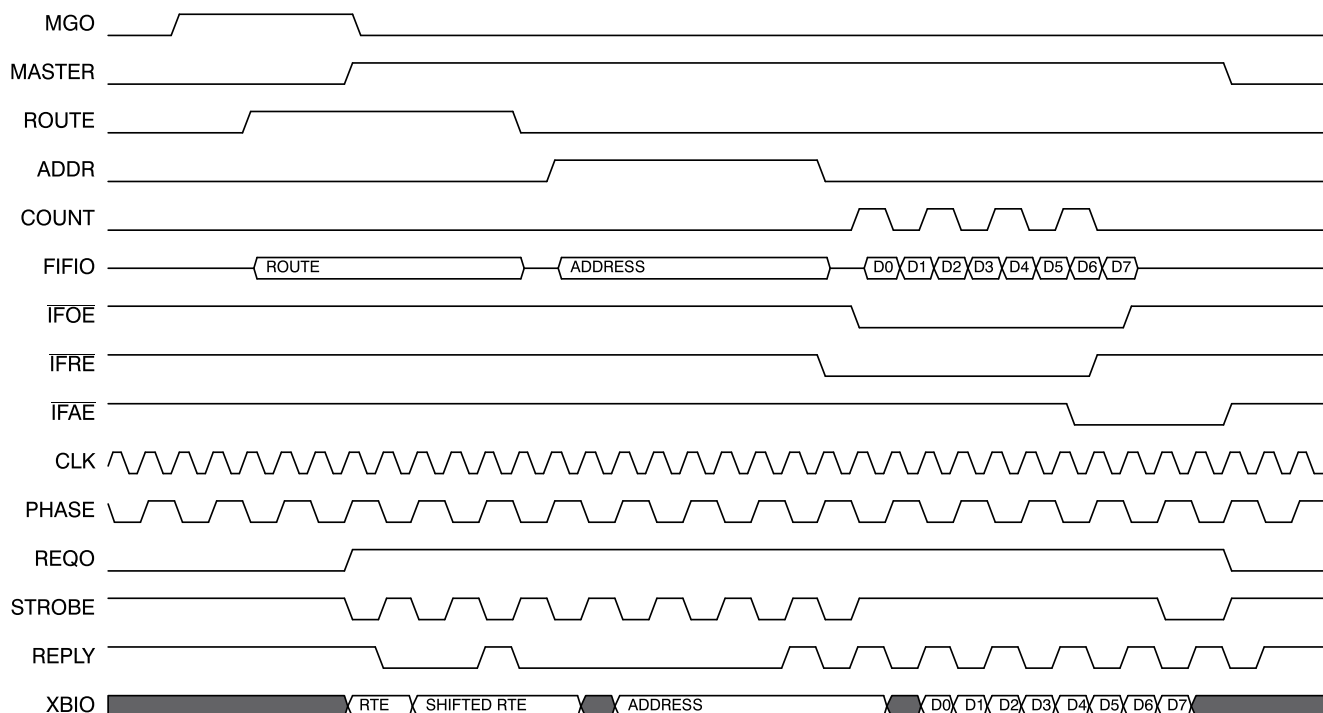 MGO
MASTER
ROUTE
ADDR
COUNT
FIFIO ROUTE ADDRESS D0 D1 D2 D3 D4 D5 D6 D7
IFOE
IFRE
IFAE
CLK
PHASE
REQO
STROBE
REPLY
XBIO RTE SHIFTED RTE ADDRESS D0 D1 D2 D3 D4 D5 D6 D7